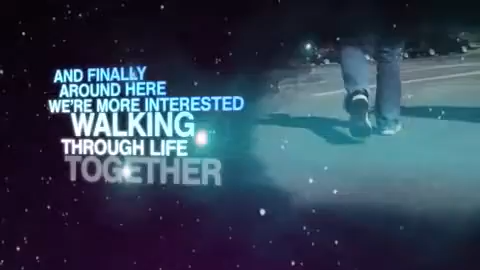 AND FINALLY
AROUND HERE
WE'RE MORE INTERESTED
WALKING
THROUGH LIFE
TOGETHER